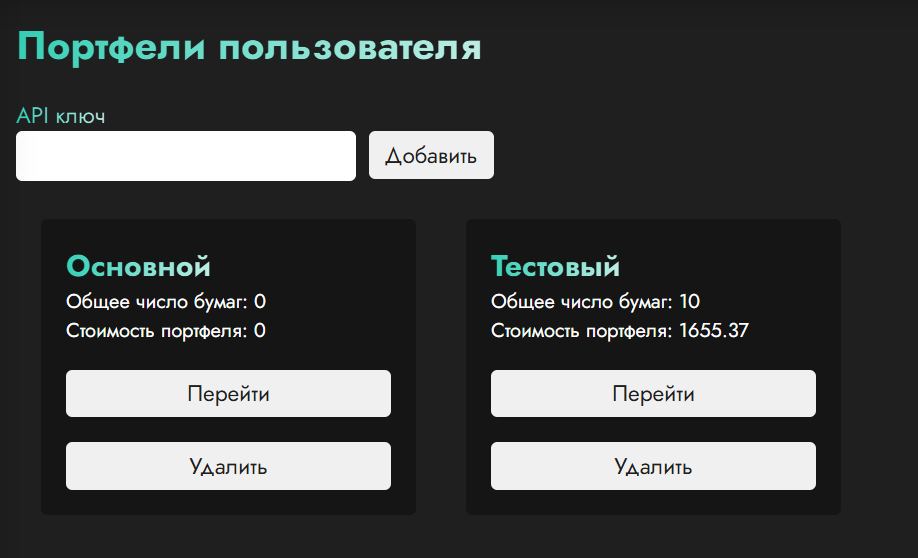 Портфели пользователя
API ключ
Добавить
Основной
Общее число бумаг: 0
Стоимость портфеля: 0
Перейти
Удалить
Тестовый
Общее число бумаг: 10
Стоимость портфеля: 1655.37
Перейти
Удалить